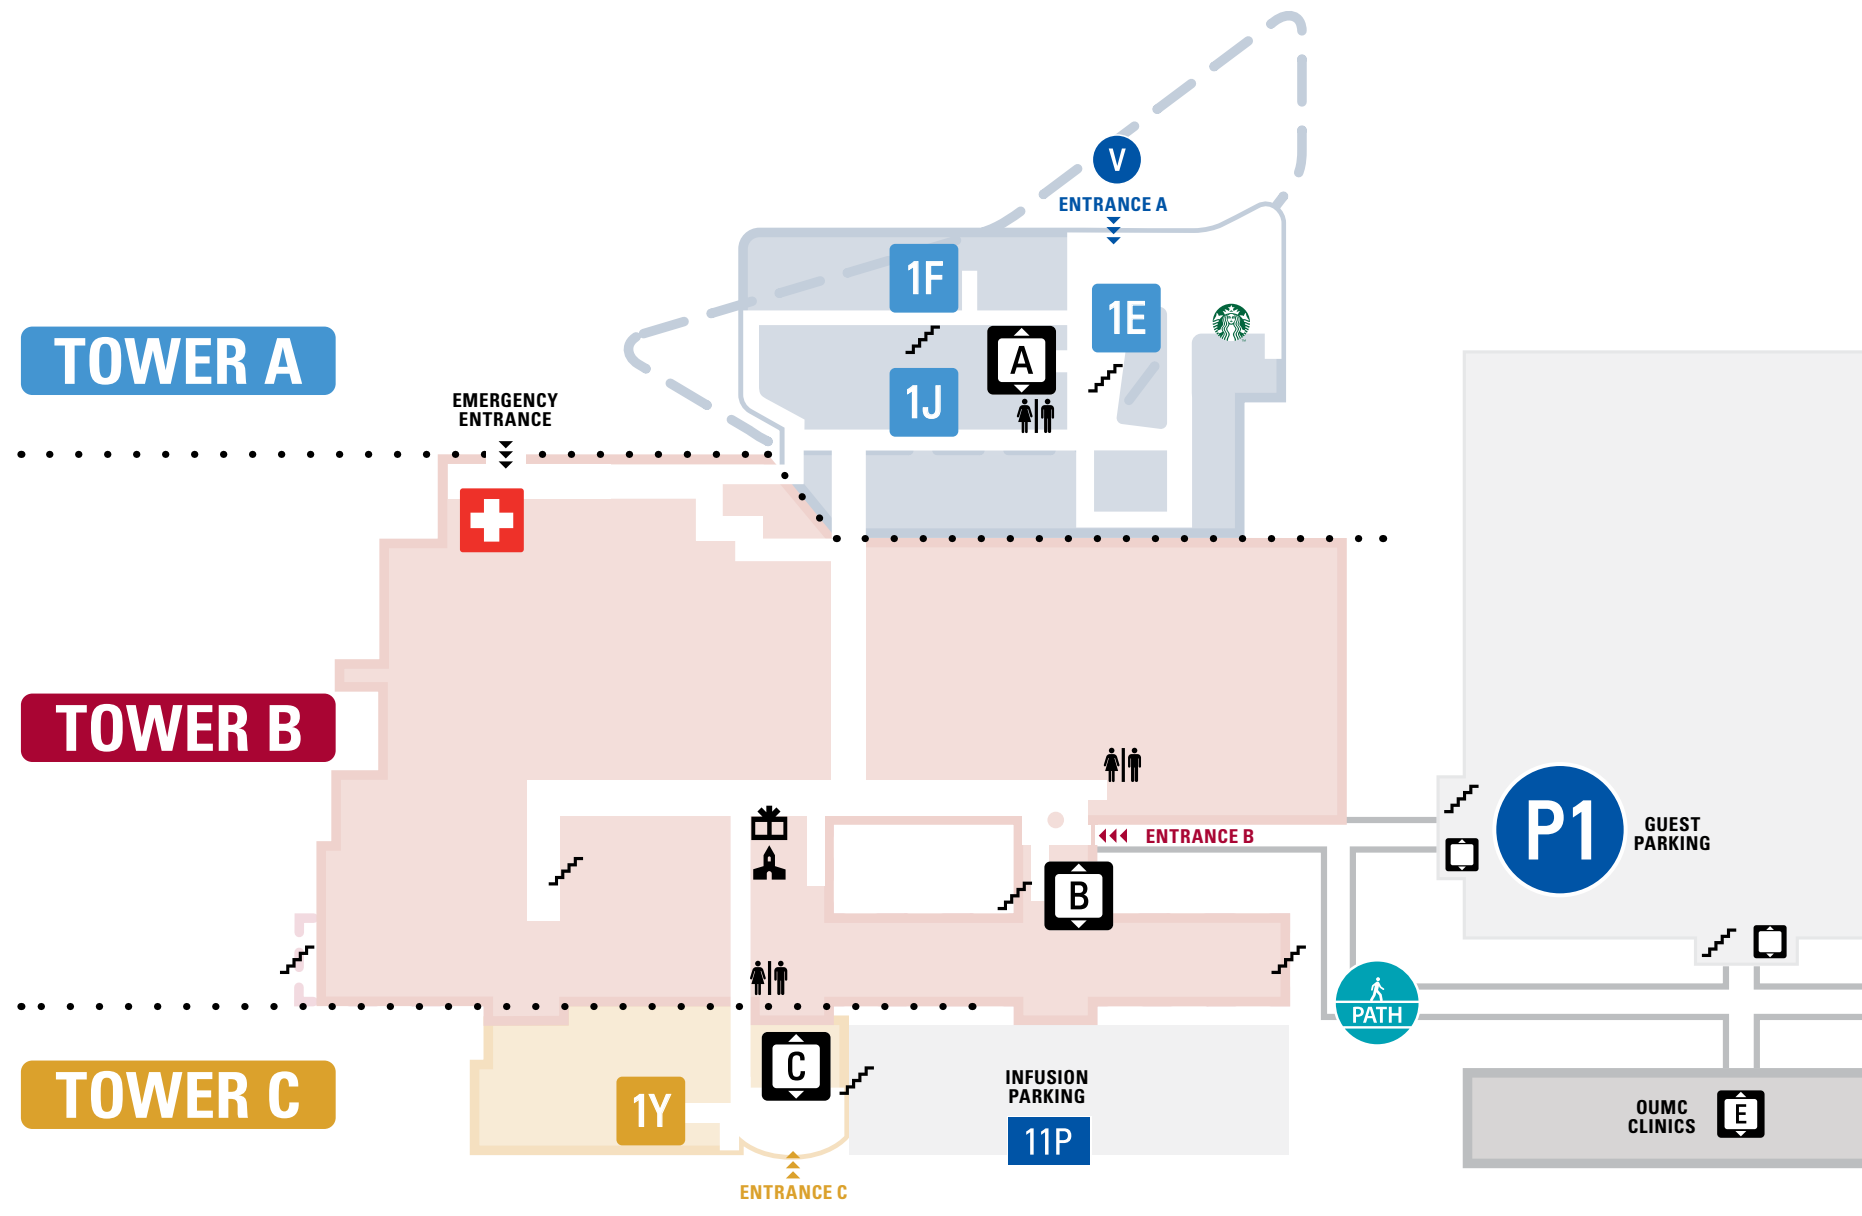 V
ENTRANCE A
1F
1E
TOWER A
A
1J
EMERGENCY
ENTRANCE
TOWER B
P1
GUEST
PARKING
ENTRANCE B
B
PATH
TOWER C
C
1Y
INFUSION
PARKING
11P
OUMC
CLINICS
E
ENTRANCE C